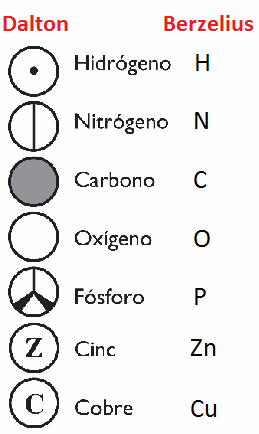 Dalton Berzelius
Hidrógeno H
Nitrógeno N
Carbono C
Oxígeno O
Fósforo P
Z Cinc Zn
C Cobre Cu